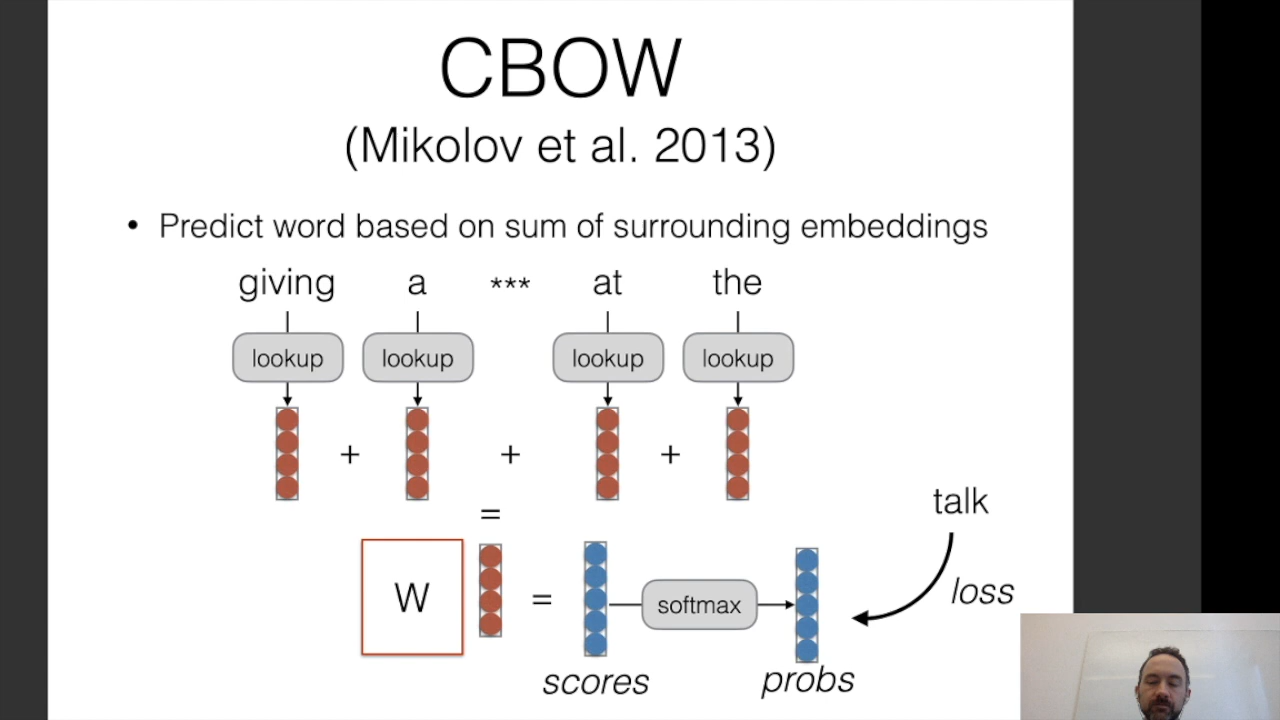 CBOW
(Mikolov et al. 2013)
• Predict word based on sum of surrounding embeddings
giving a *** at the
lookup lookup lookup lookup
+ + +
=
talk
W = softmax loss
scores probs